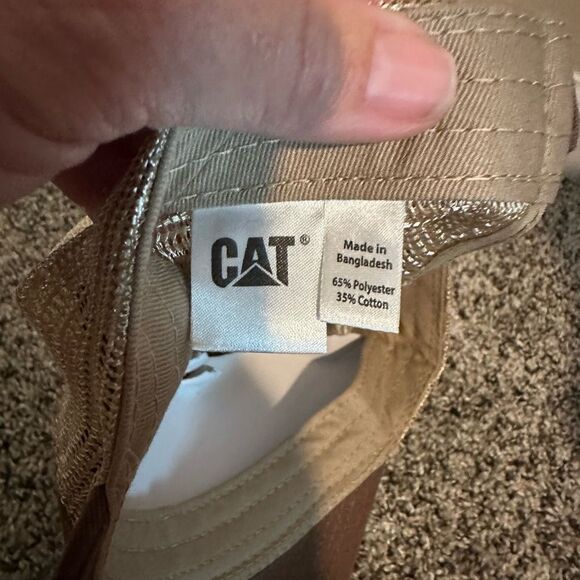 CAT®
Made in
Bangladesh
65% Polyester
35% Cotton